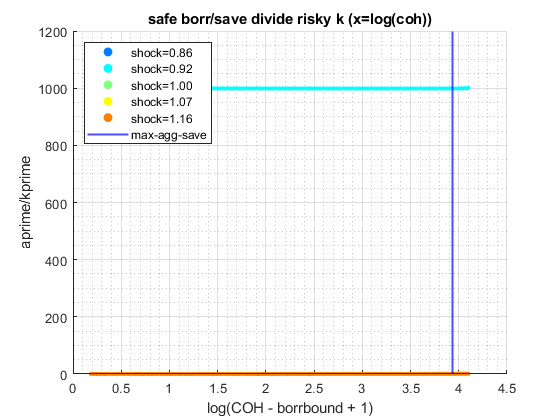 safe borr/save divide risky k (x=log(coh))
1200
1000
800
600
400
200
0
shock=0.86
shock=0.92
shock=1.00
shock=1.07
shock=1.16
max-agg-save
aprime/kprime
0 0.5 1 1.5 2 2.5 3 3.5 4 4.5
log(COH - borrbound + 1)